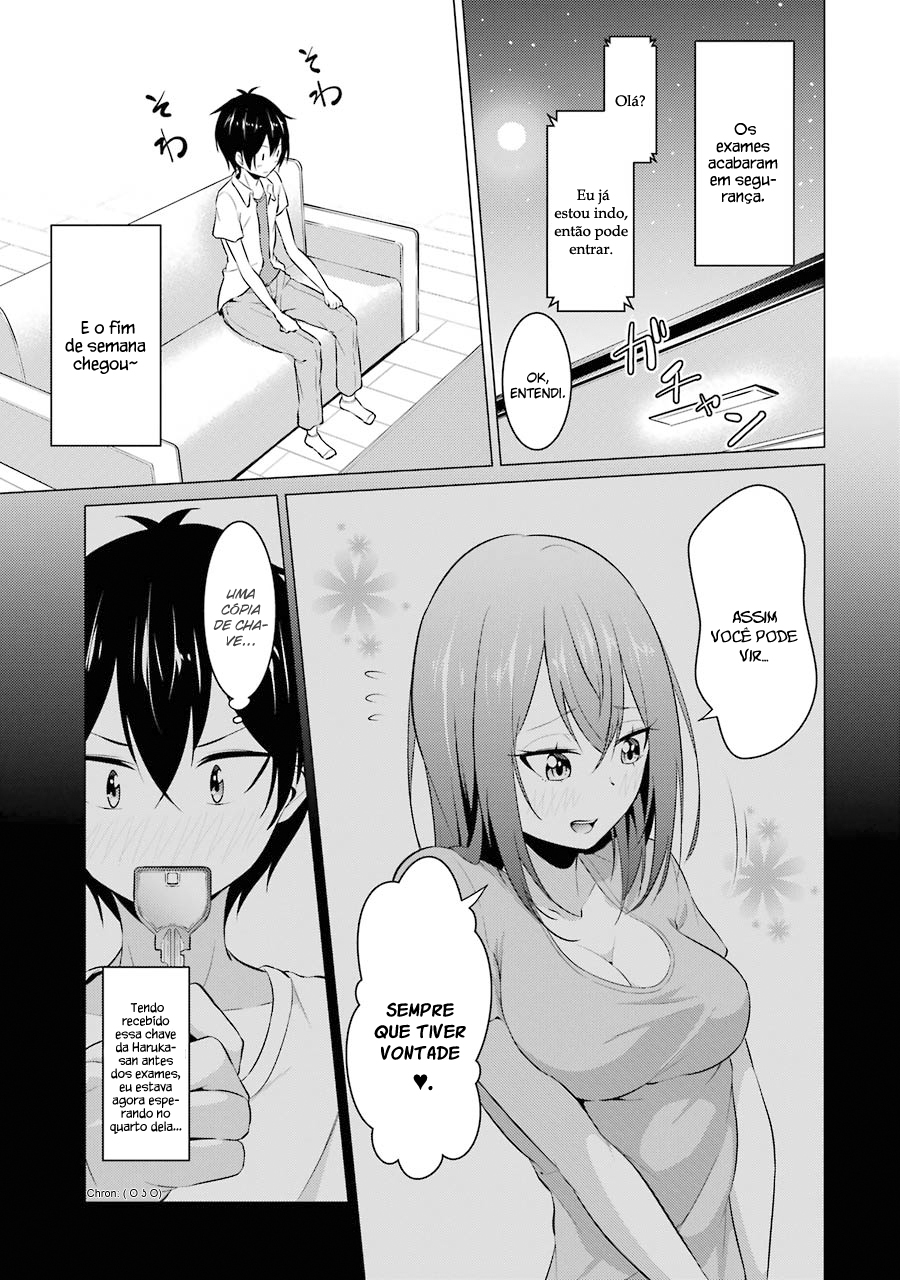 Os
exames
acabaram
em segu-
rança.
Olá?
Eu já
estou indo,
então pode
entrar.
OK,
ENTENDI.
ガチャン
そわ
そわ
E o fim
de semana
chegou~
ASSIM
VOCÊ PODE
VIR...
SEMPRE
QUE TIVER
VONTADE
♥.
UMA
CÓPIA
DE CHA-
VE...
Tendo
recebido
essa chave
da Haruka-
san antes
dos exames,
eu estava
agora espe-
rando no
quarto dela...
Chron: ( O ʖ O)